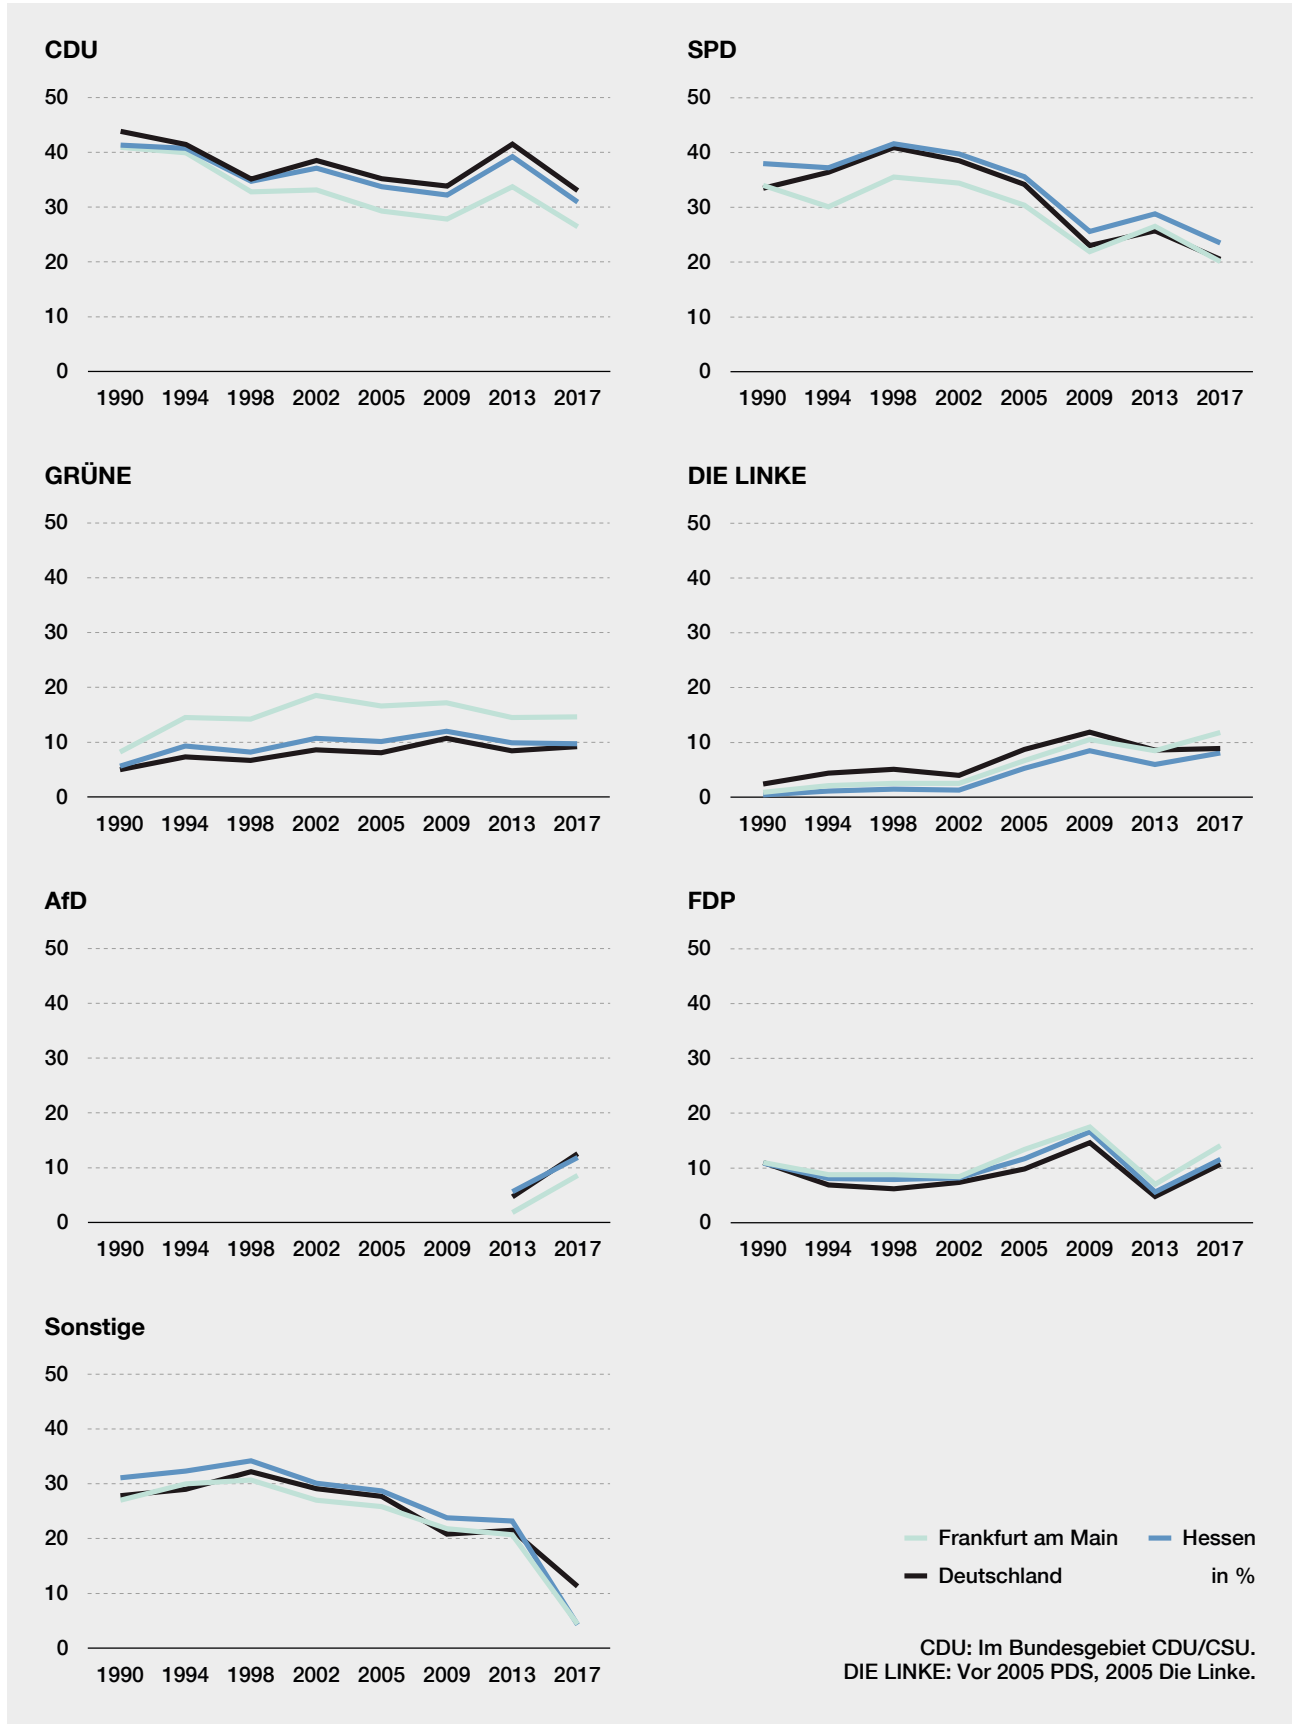 CDU
50
40
30
20
10
0
1990 1994 1998 2002 2005 2009 2013 2017
SPD
50
40
30
20
10
0
1990 1994 1998 2002 2005 2009 2013 2017
GRÜNE
50
40
30
20
10
0
1990 1994 1998 2002 2005 2009 2013 2017
DIE LINKE
50
40
30
20
10
0
1990 1994 1998 2002 2005 2009 2013 2017
AfD
50
40
30
20
10
0
1990 1994 1998 2002 2005 2009 2013 2017
FDP
50
40
30
20
10
0
1990 1994 1998 2002 2005 2009 2013 2017
Sonstige
50
40
30
20
10
0
1990 1994 1998 2002 2005 2009 2013 2017
Frankfurt am Main Hessen
Deutschland in %
CDU: Im Bundesgebiet CDU/CSU.
DIE LINKE: Vor 2005 PDS, 2005 Die Linke.